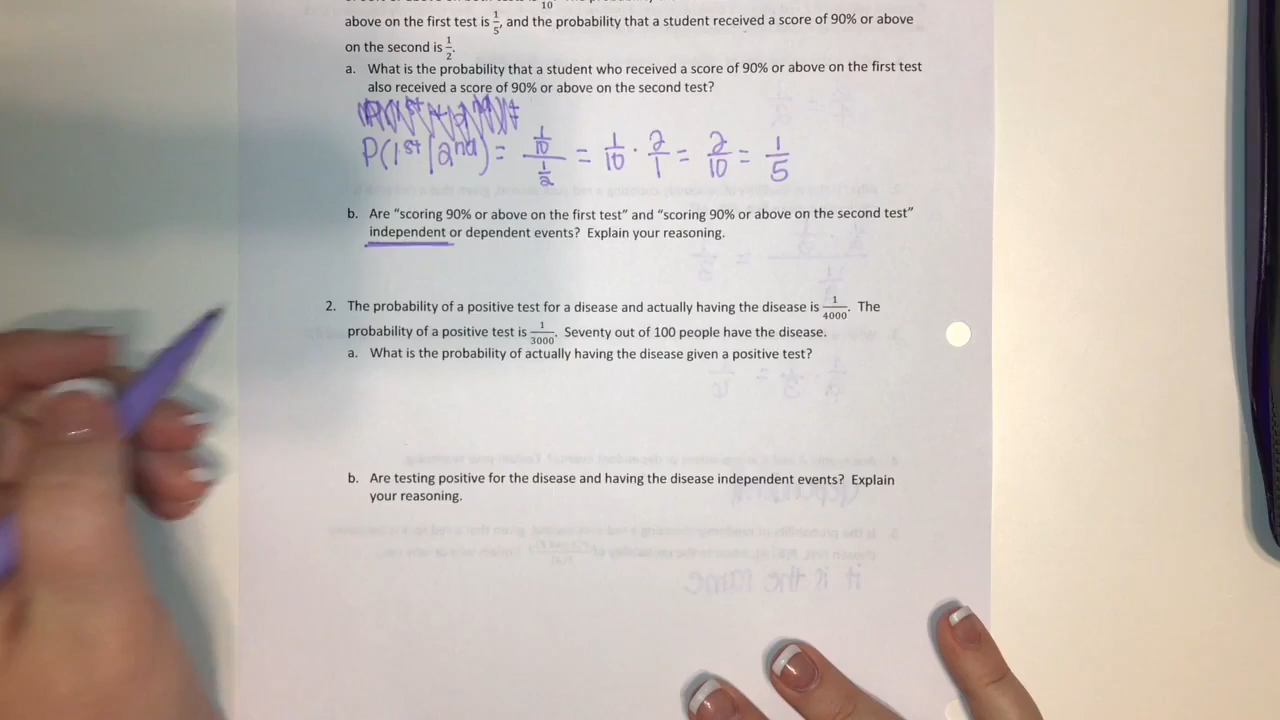 above on the first test is 1/5, and the probability that a student received a score of 90% or above
on the second is 1/2.
a. What is the probability that a student who received a score of 90% or above on the first test
also received a score of 90% or above on the second test?
P(1st|2nd) = 1/10 / 1/2 = 1/10 · 2/1 = 2/10 = 1/5
b. Are “scoring 90% or above on the first test” and “scoring 90% or above on the second test”
independent or dependent events? Explain your reasoning.
2. The probability of a positive test for a disease and actually having the disease is 1/4000. The
probability of a positive test is 1/3000. Seventy out of 100 people have the disease.
a. What is the probability of actually having the disease given a positive test?
b. Are testing positive for the disease and having the disease independent events? Explain
your reasoning.